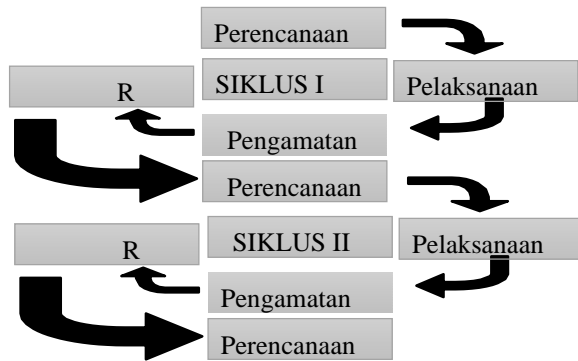 Perencanaan
R SIKLUS I Pelaksanaan
Pengamatan
Perencanaan
R SIKLUS II Pelaksanaan
Pengamatan
Perencanaan